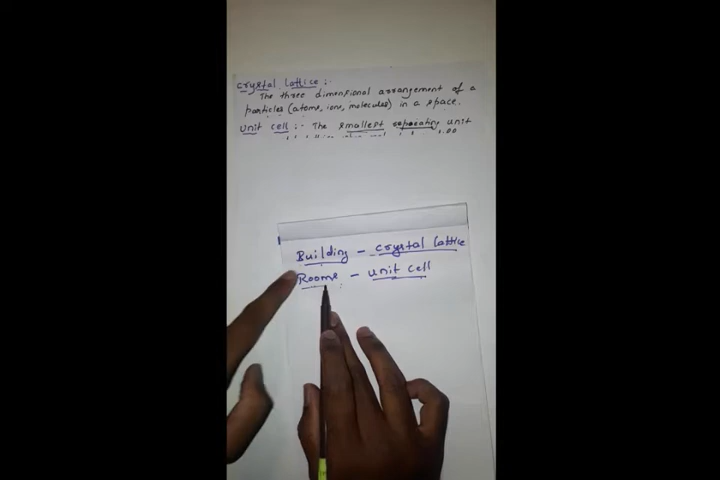 Crystal Lattice :-
The three dimensional arrangement of a
particles (atoms, ions, molecules) in a space.
Unit cell :- The smallest repeating unit
Building - Crystal lattice
Rooms - unit cell